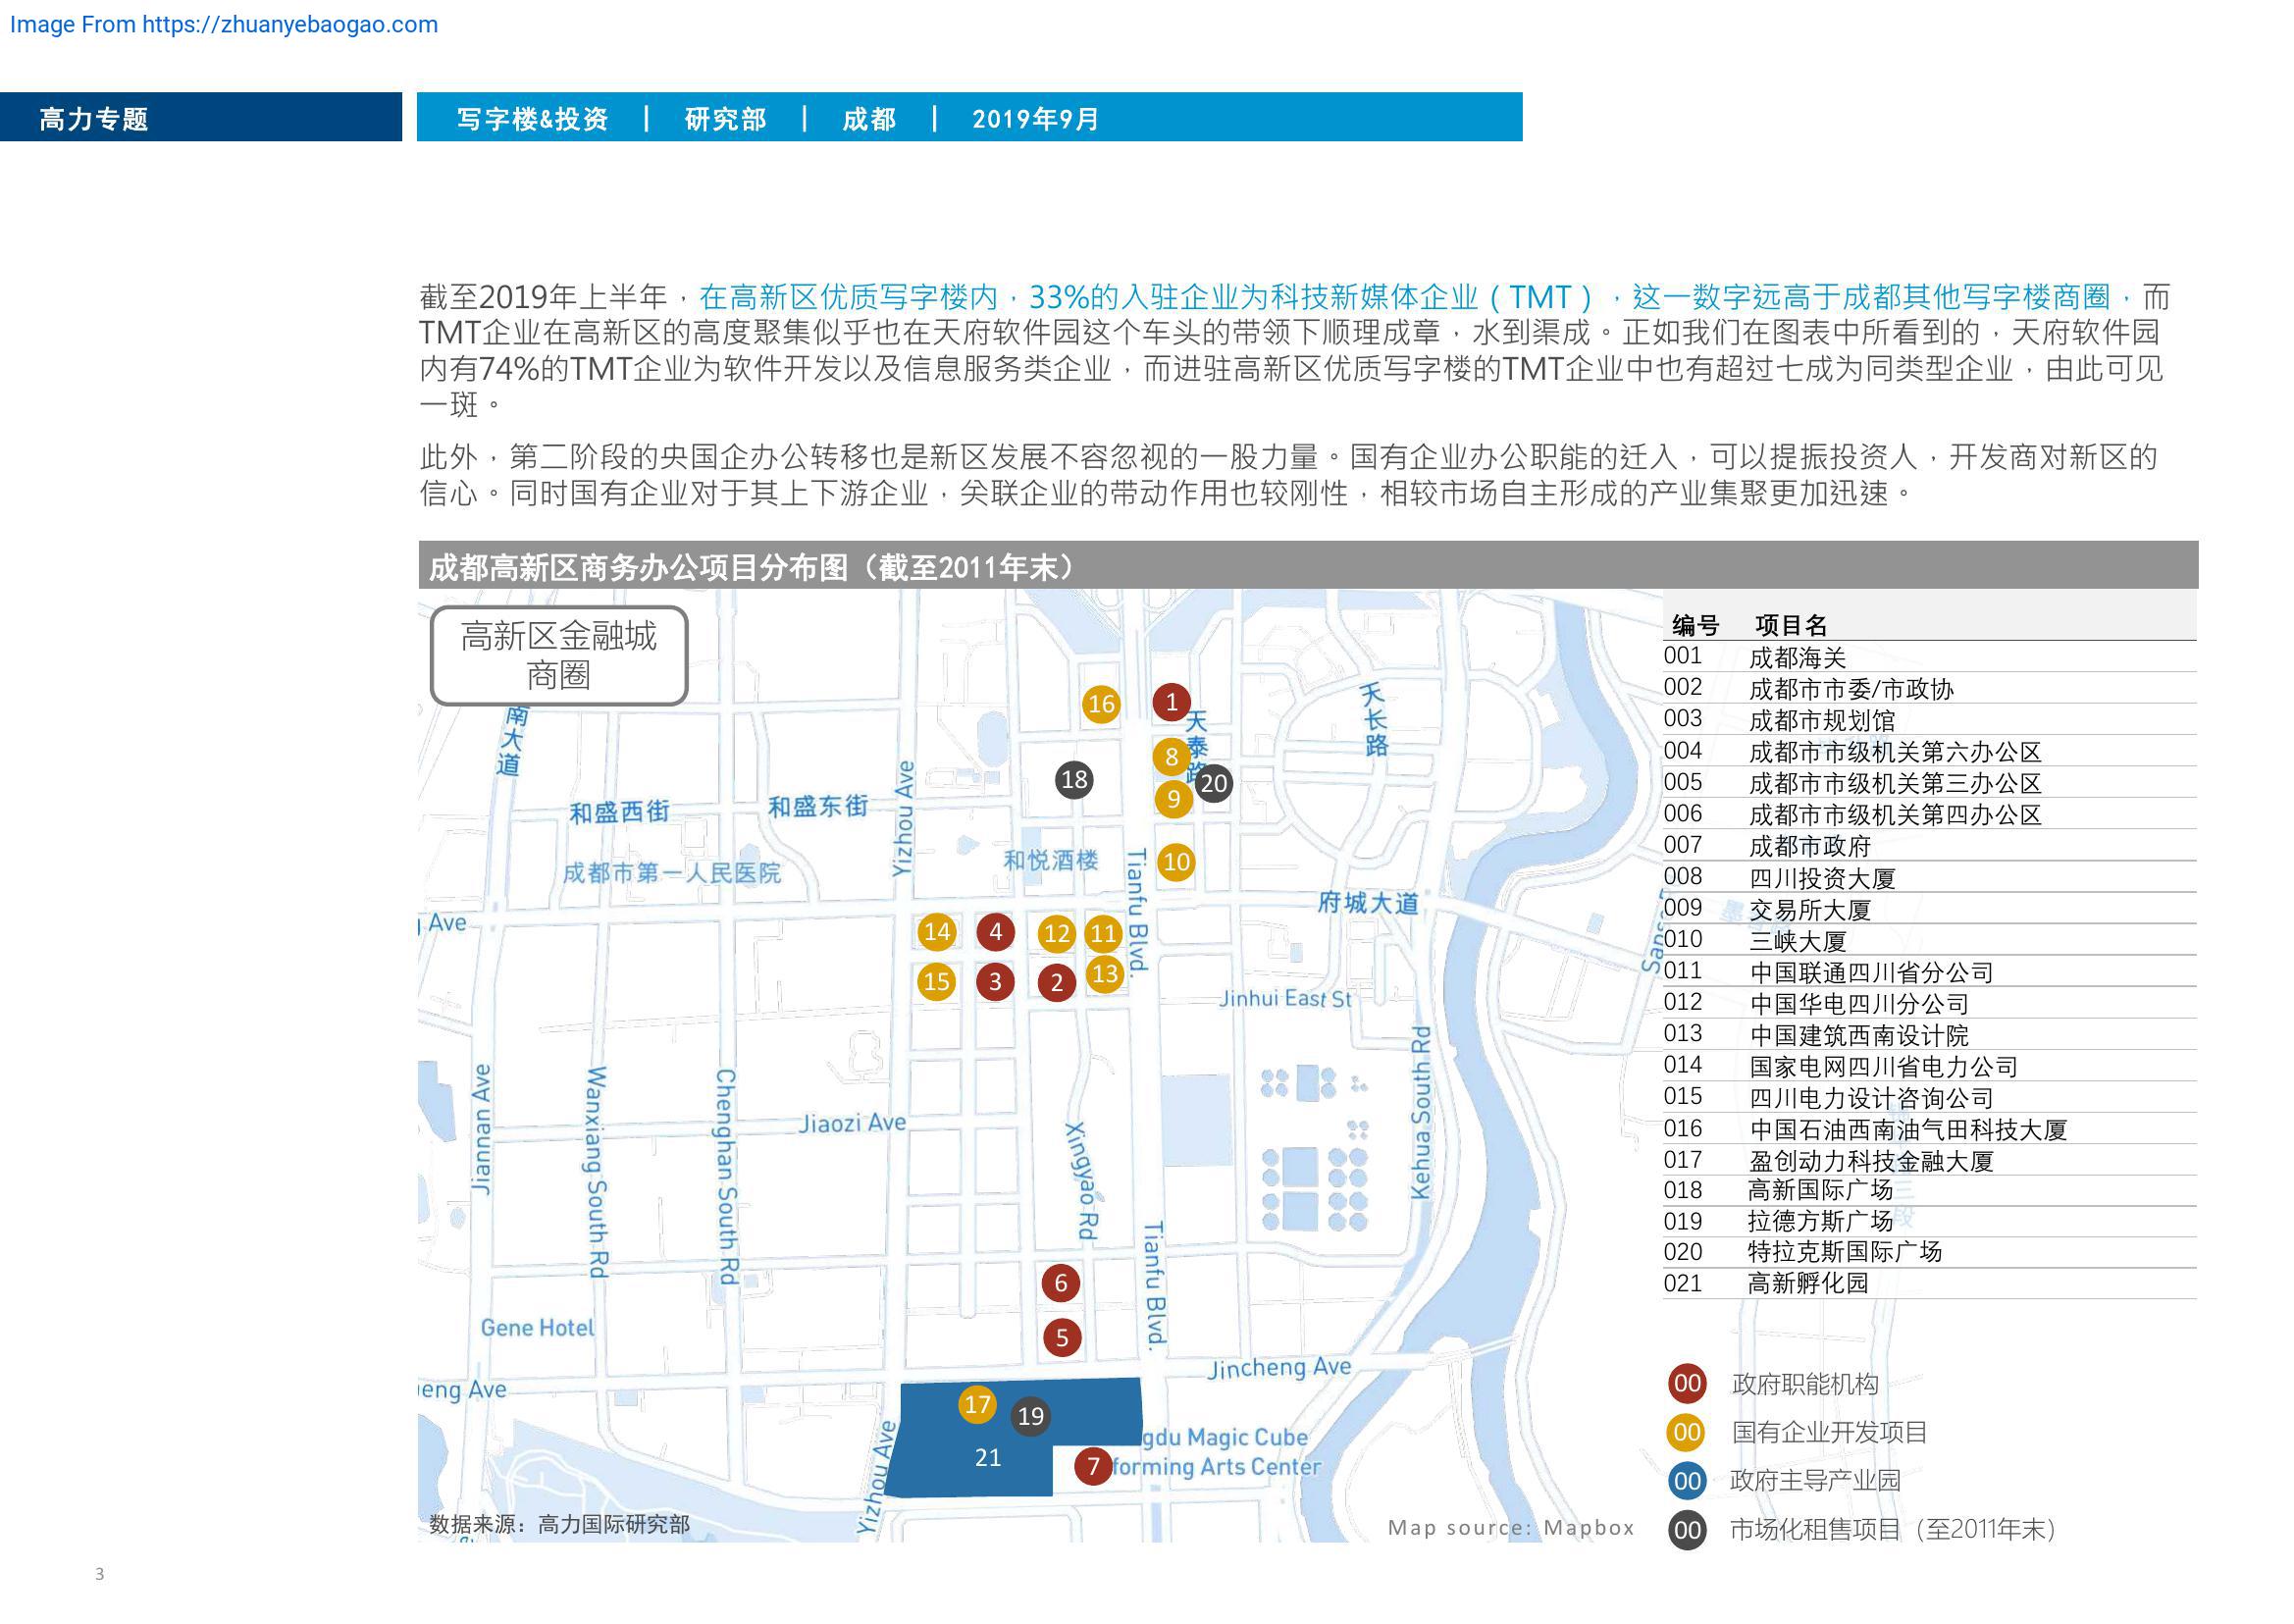 Image From https://zhuanyebaogao.com
高力专题
写字楼&投资 | 研究部 | 成都 | 2019年9月
截至2019年上半年，在高新区优质写字楼内，33%的入驻企业为科技新媒体企业（TMT），这一数字远高于成都其他写字楼商圈，而
TMT企业在高新区的高度聚集似乎也在天府软件园这个车头的带领下顺理成章，水到渠成。正如我们在图表中所看到的，天府软件园
内有74%的TMT企业为软件开发以及信息服务类企业，而进驻高新区优质写字楼的TMT企业中也有超过七成为同类型企业，由此可见
一斑。
此外，第二阶段的央国企办公转移也是新区发展不容忽视的一股力量。国有企业办公职能的迁入，可以提振投资人，开发商对新区的
信心。同时国有企业对于其上下游企业，关联企业的带动作用也较刚性，相较市场自主形成的产业集聚更加迅速。
成都高新区商务办公项目分布图（截至2011年末）
高新区金融城
商圈
南大道
16
1
天泰路
天长路
8
18
20
9
和盛西街
和盛东街
Yizhou Ave
成都市第一人民医院
和悦酒楼
10
Tianfu Blvd.
府城大道
Ave
14
4
12
11
15
3
2
13
Jinhui East St
Jiannan Ave
Wanxiang South Rd
Chenghan South Rd
Jiaozi Ave
Xingyao Rd
Kehua South Rd
Tianfu Blvd.
6
Gene Hotel
5
Jincheng Ave
eng Ave
17
19
21
7
gdu Magic Cube
forming Arts Center
Yizhou Ave
数据来源：高力国际研究部
Map source: Mapbox
编号 项目名
001 成都海关
002 成都市市委/市政协
003 成都市规划馆
004 成都市市级机关第六办公区
005 成都市市级机关第三办公区
006 成都市市级机关第四办公区
007 成都市政府
008 四川投资大厦
009 交易所大厦
010 三峡大厦
011 中国联通四川省分公司
012 中国华电四川分公司
013 中国建筑西南设计院
014 国家电网四川省电力公司
015 四川电力设计咨询公司
016 中国石油西南油气田科技大厦
017 盈创动力科技金融大厦
018 高新国际广场
019 拉德方斯广场
020 特拉克斯国际广场
021 高新孵化园
00 政府职能机构
00 国有企业开发项目
00 政府主导产业园
00 市场化租售项目（至2011年末）
3